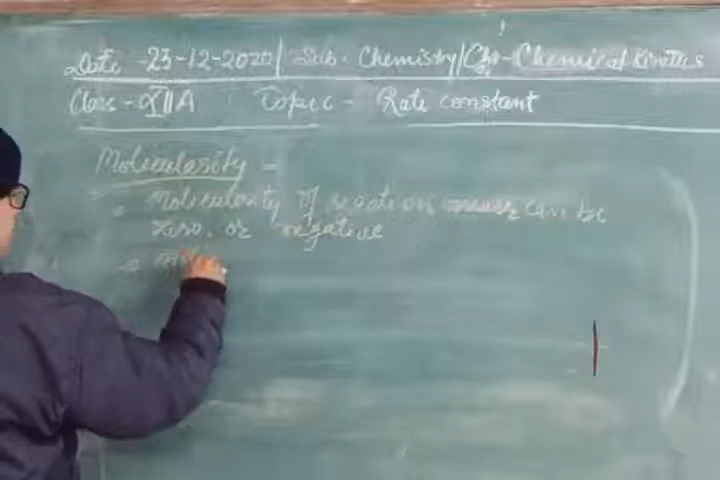 Date - 23-12-2020 | Sub - Chemistry | Ch - Chemical Kinetics
Class - XII A Topic - Rate constant
Molecularity -
Molecularity of reaction never can be
zero or negative